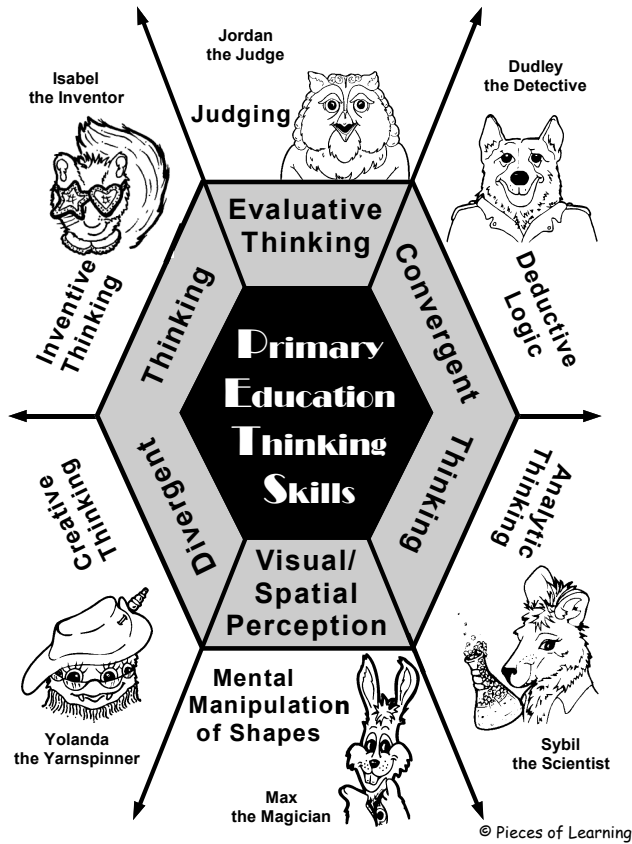 Jordan
the Judge
Judging
Isabel
the Inventor
Dudley
the Detective
Evaluative
Thinking
Inventive
Thinking
Divergent
Thinking
Convergent
Thinking
Deductive
Logic
Primary
Education
Thinking
Skills
Creative
Thinking
Analytic
Thinking
Visual/
Spatial
Perception
Mental
Manipulation
of Shapes
Yolanda
the Yarnspinner
Max
the Magician
Sybil
the Scientist
© Pieces of Learning